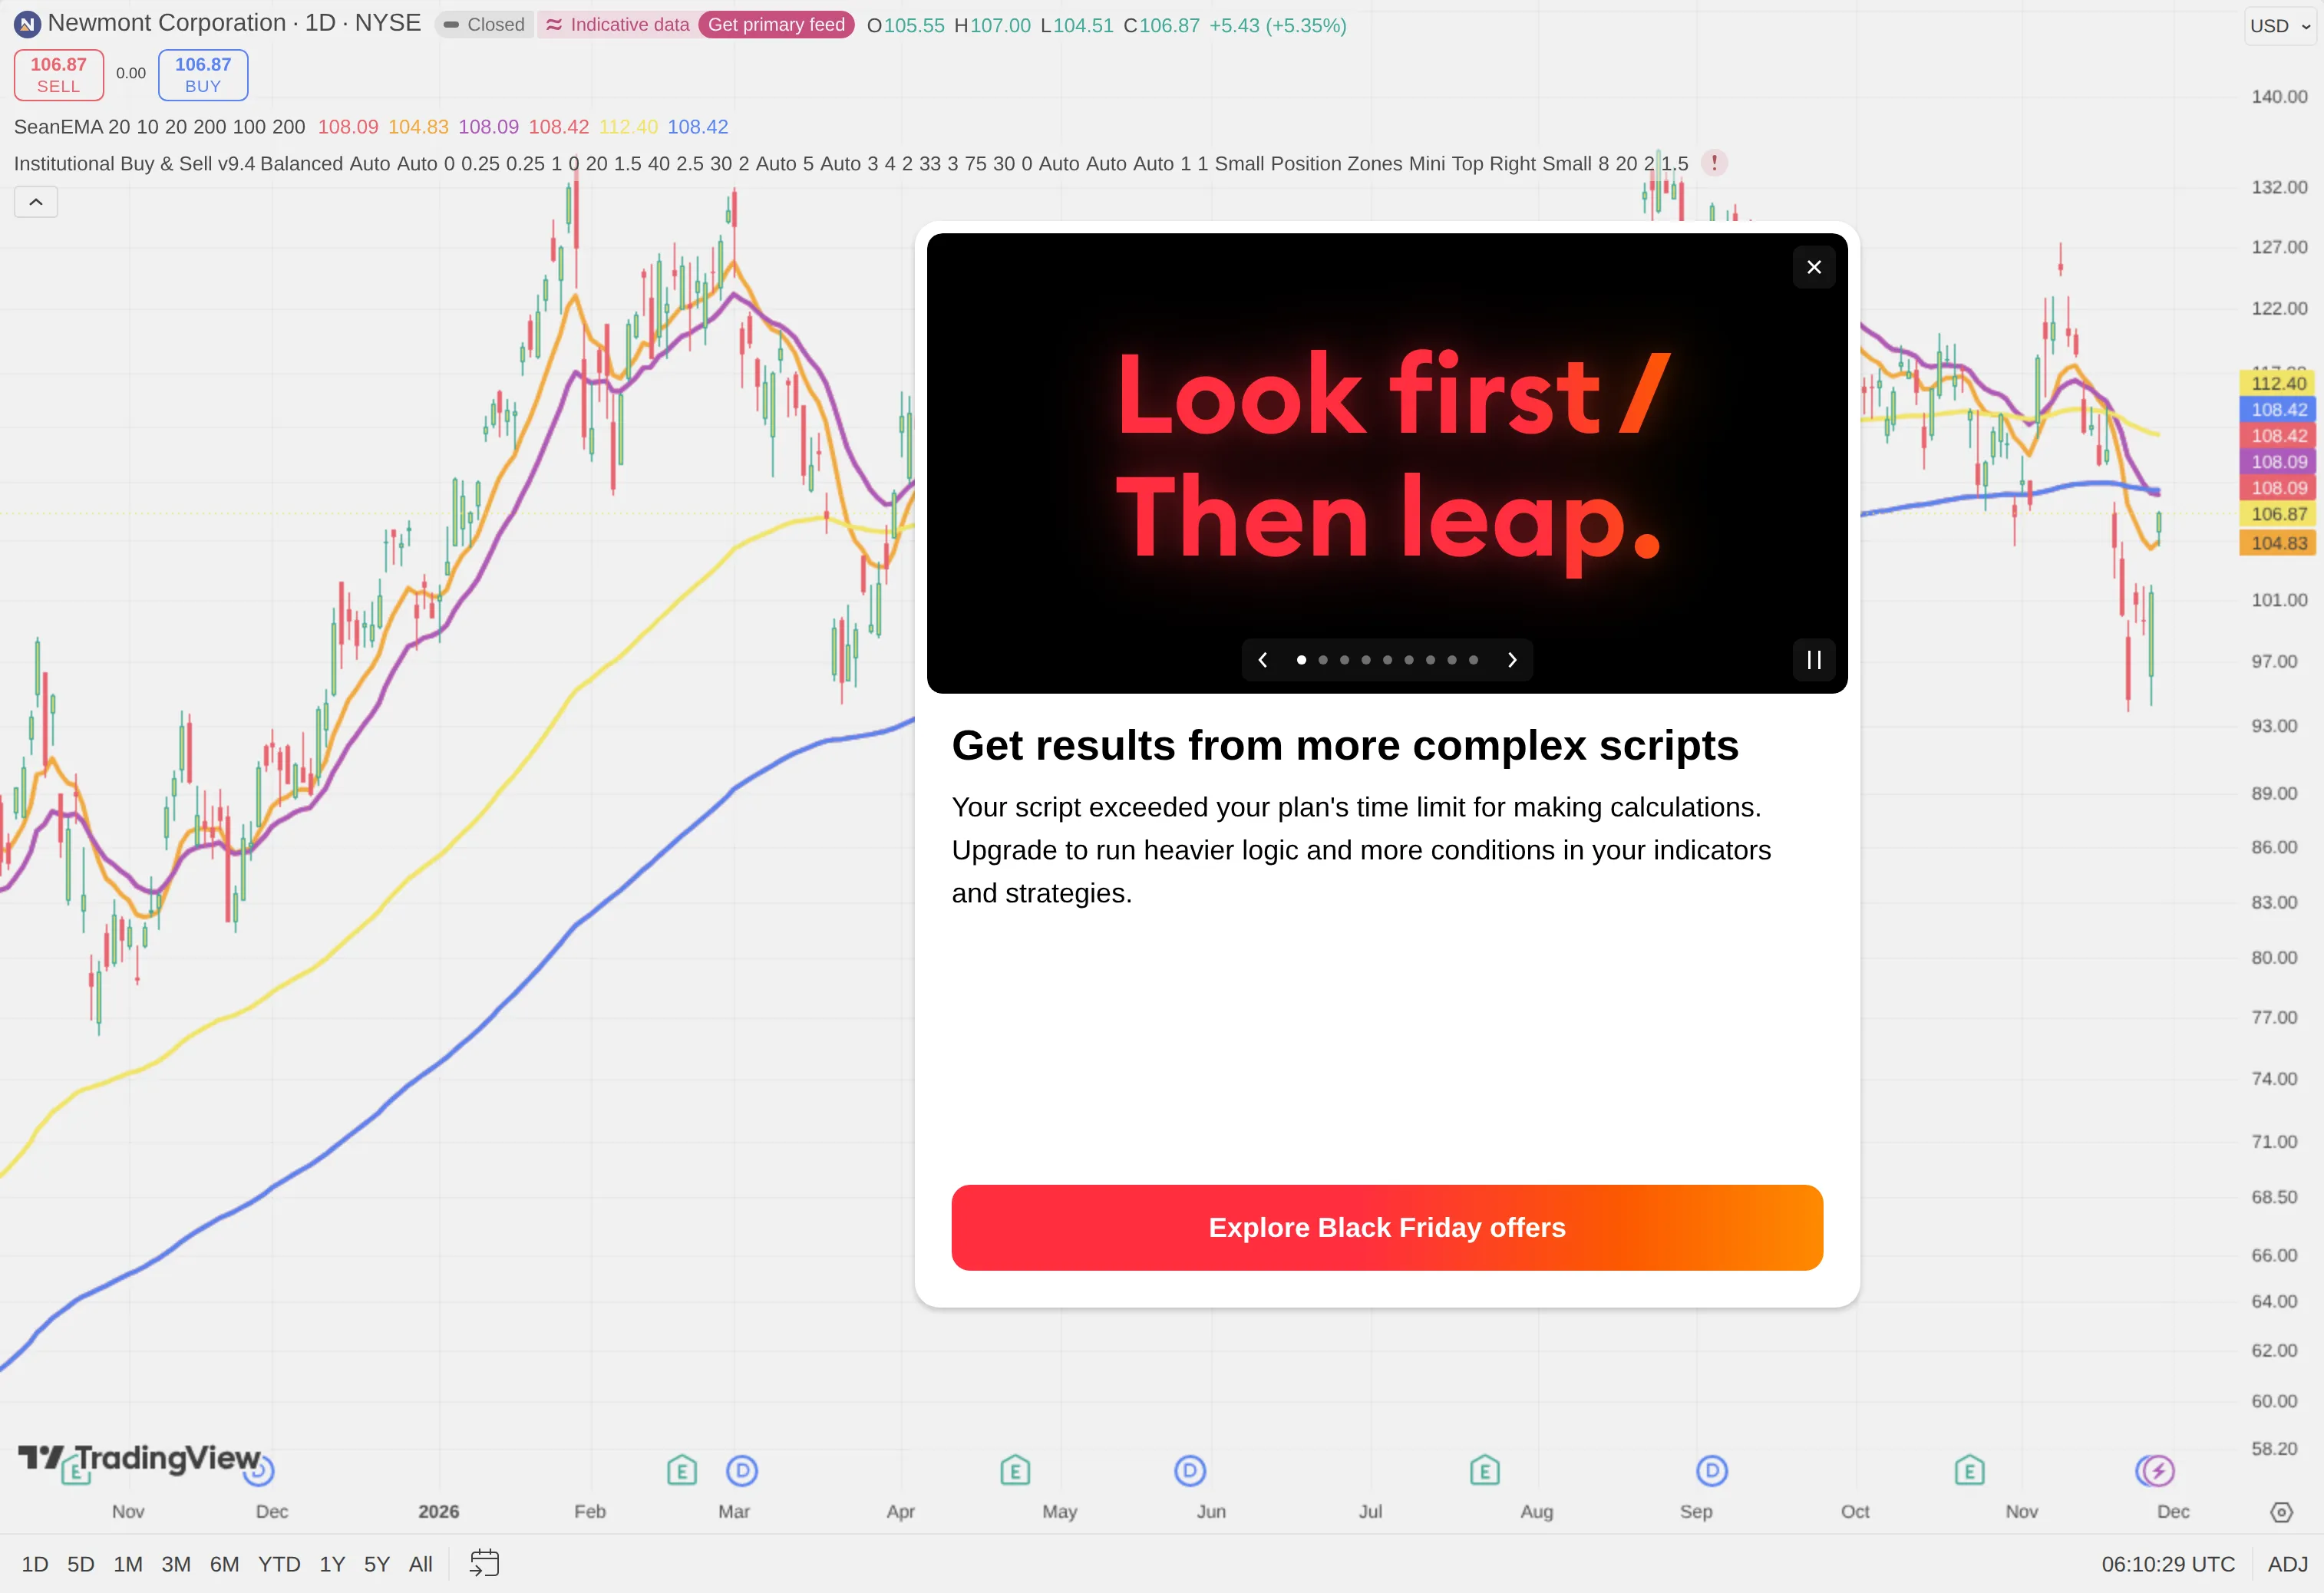 Newmont Corporation · 1D · NYSE Closed Indicative data Get primary feed O105.55 H107.00 L104.51 C106.87 +5.43 (+5.35%)
USD
106.87 SELL
0.00
106.87 BUY
SeanEMA 20 10 20 200 100 200 108.09 104.83 108.09 108.42 112.40 108.42
Institutional Buy & Sell v9.4 Balanced Auto Auto 0 0.25 0.25 1 0 20 1.5 40 2.5 30 2 Auto 5 Auto 3 4 2 33 3 75 30 0 Auto Auto Auto 1 1 Small Position Zones Mini Top Right Small 8 20 2 1.5
140.00
132.00
127.00
122.00
112.40
108.42
108.42
108.09
108.09
106.87
104.83
101.00
97.00
93.00
89.00
86.00
83.00
80.00
77.00
74.00
71.00
68.50
66.00
64.00
62.00
60.00
58.20
Look first /
Then leap.
Get results from more complex scripts
Your script exceeded your plan's time limit for making calculations.
Upgrade to run heavier logic and more conditions in your indicators
and strategies.
Explore Black Friday offers
TradingView
E D E D E D E D E
Nov Dec 2026 Feb Mar Apr May Jun Jul Aug Sep Oct Nov Dec
1D 5D 1M 3M 6M YTD 1Y 5Y All
06:10:29 UTC ADJ